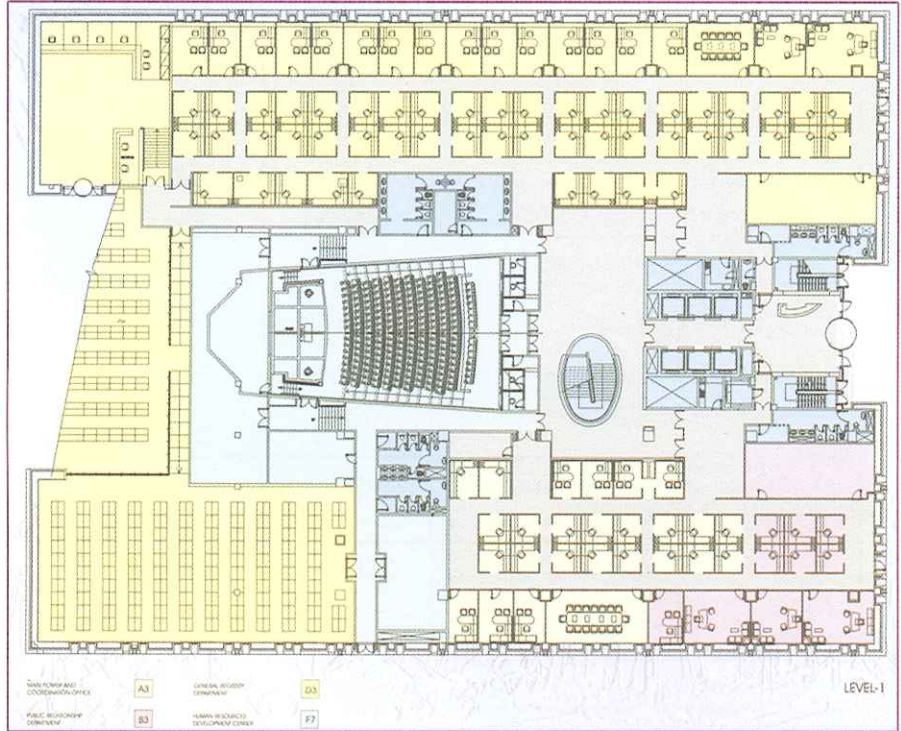 MAIN POWER AND
COORDINATION OFFICE
A3
GENERAL REGISTRY
DEPARTMENT
D3
PUBLIC RELATIONSHIP
DEPARTMENT
B3
HUMAN RESOURCES
DEVELOPMENT CENTER
F7
LEVEL-1